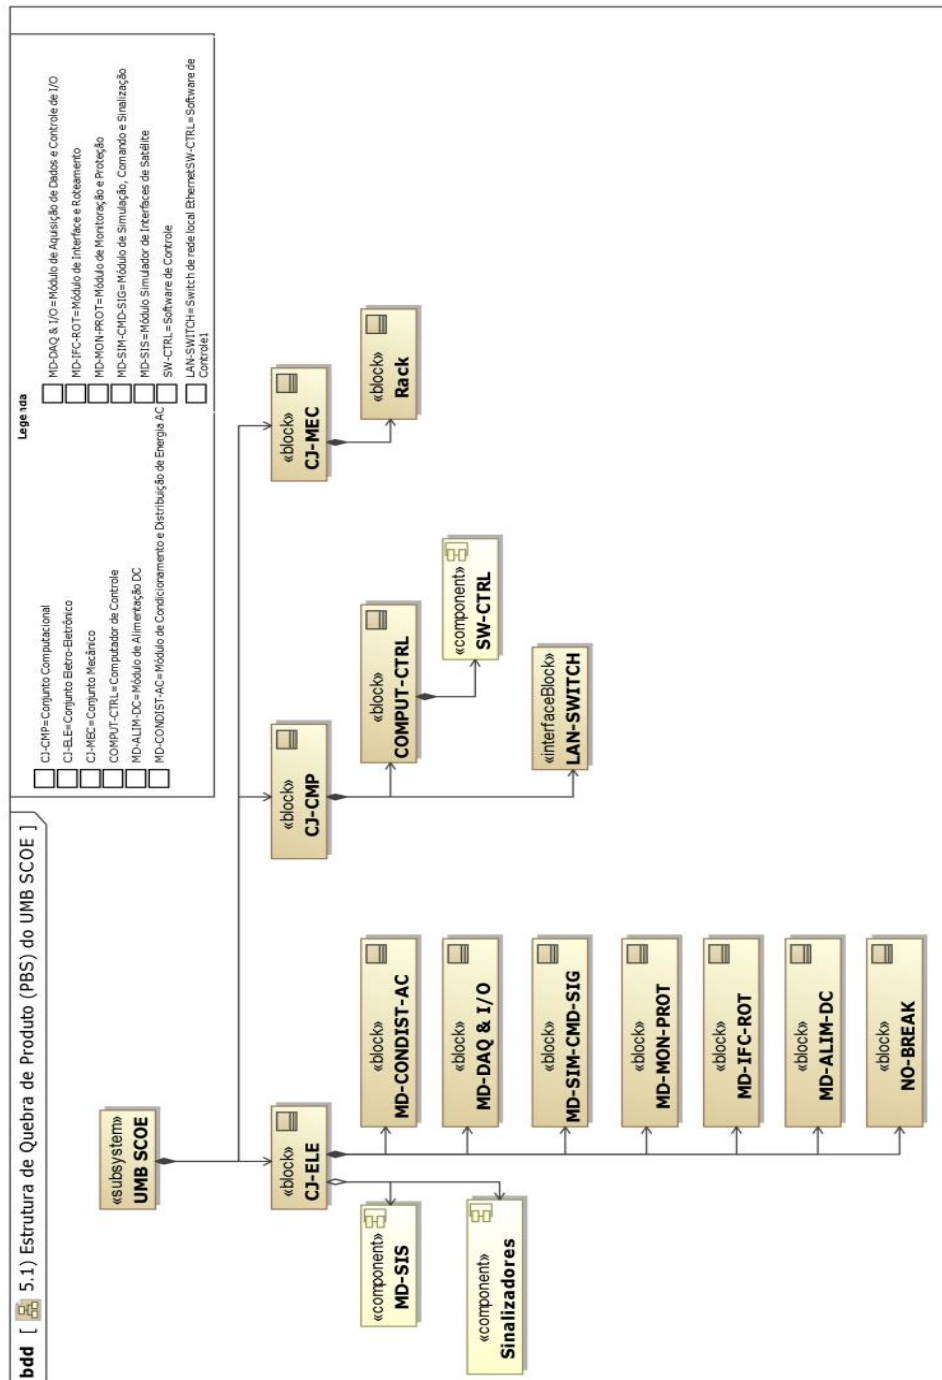 bdd [ 5.1) Estrutura de Quebra de Produto (PBS) do UMB SCOE ]
Legenda
CJ-CMP=Conjunto Computacional
CJ-ELE=Conjunto Eletro-Eletrônico
CJ-MEC=Conjunto Mecânico
COMPUT-CTRL=Computador de Controle
MD-ALIM-DC=Módulo de Alimentação DC
MD-CONDIST-AC=Módulo de Condicionamento e Distribuição de Energia AC
MD-DAQ & I/O=Módulo de Aquisição de Dados e Controle de I/O
MD-IFC-ROT=Módulo de Interface e Roteamento
MD-MON-PROT=Módulo de Monitoração e Proteção
MD-SIM-CMD-SIG=Módulo de Simulação, Comando e Sinalização
MD-SIS=Módulo Simulador de Interfaces de Satélite
SW-CTRL=Software de Controle
LAN-SWITCH=Switch de rede local EthernetSW-CTRL=Software de
Controle1
«subsystem»
UMB SCOE
«block»
CJ-ELE
«block»
CJ-CMP
«block»
CJ-MEC
«component»
MD-SIS
«component»
Sinalizadores
«block»
MD-CONDIST-AC
«block»
MD-DAQ & I/O
«block»
MD-SIM-CMD-SIG
«block»
MD-MON-PROT
«block»
MD-IFC-ROT
«block»
MD-ALIM-DC
«block»
NO-BREAK
«block»
COMPUT-CTRL
«component»
SW-CTRL
«interfaceBlock»
LAN-SWITCH
«block»
Rack